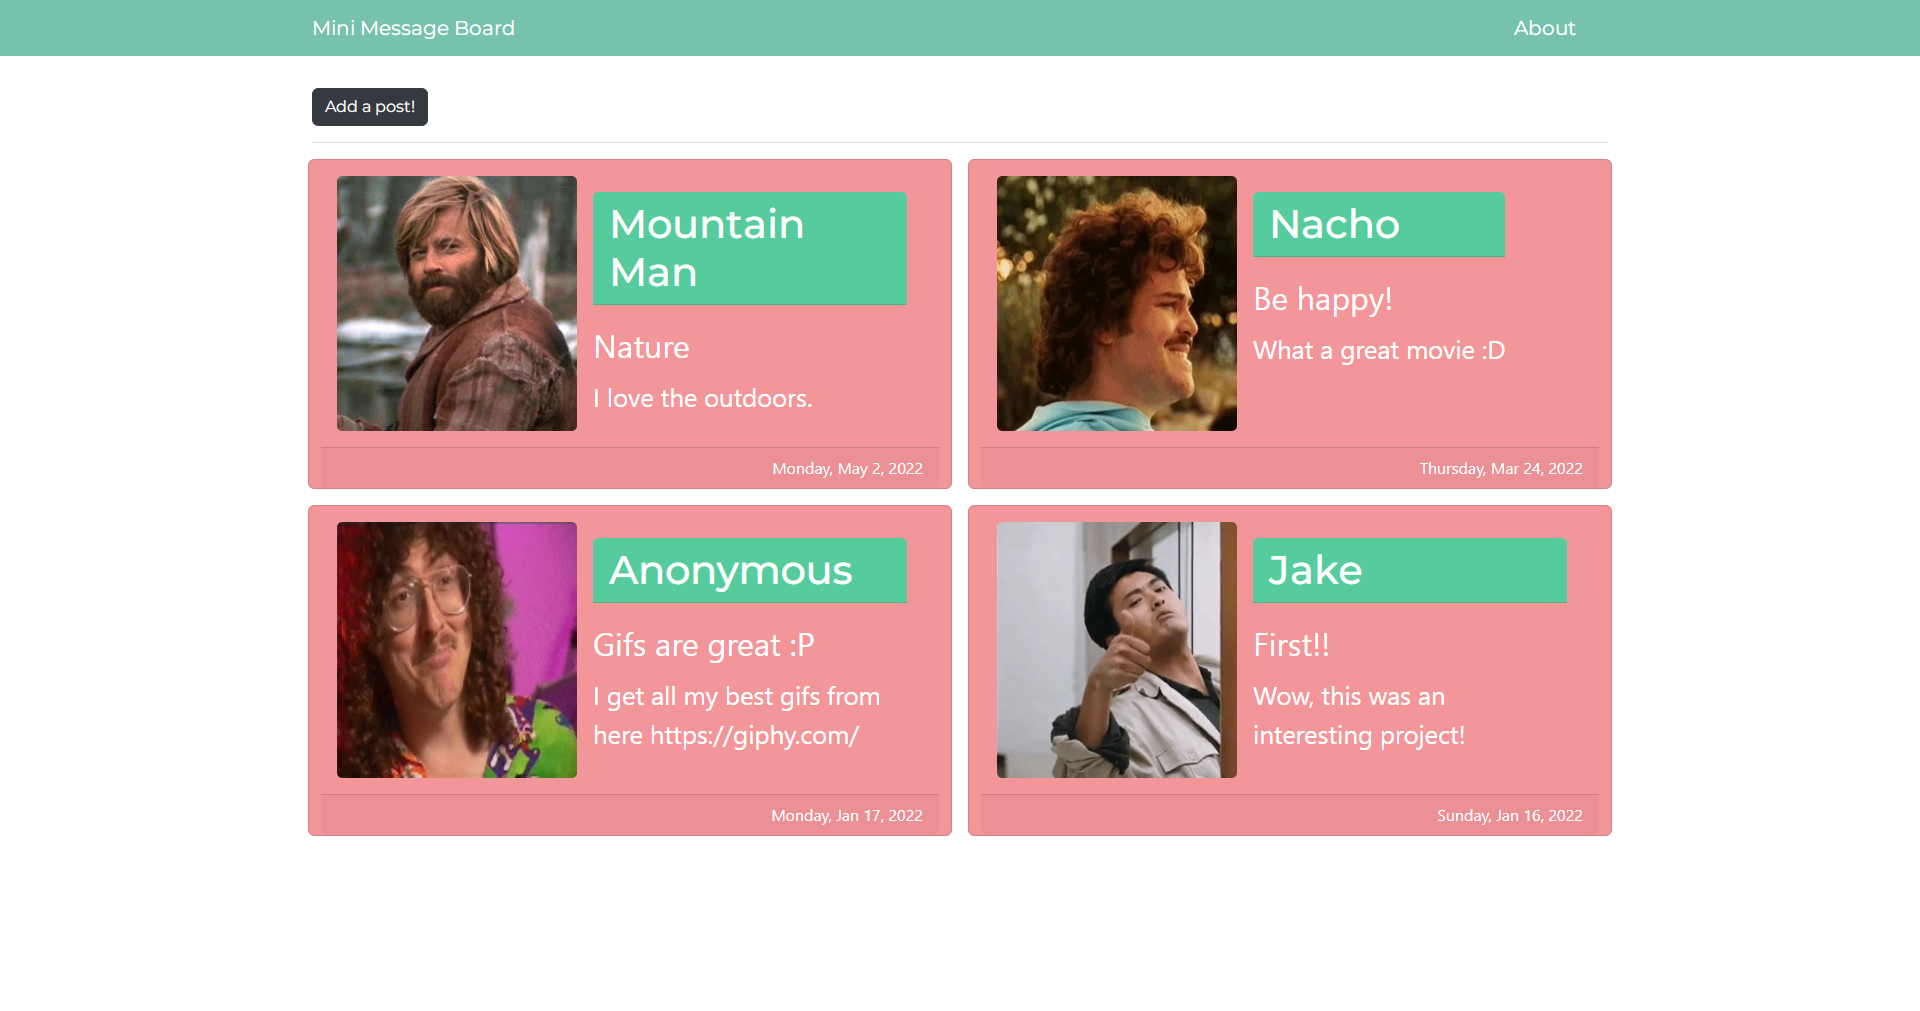 Mini Message Board
About
Add a post!
Mountain
Man
Nature
I love the outdoors.
Monday, May 2, 2022
Nacho
Be happy!
What a great movie :D
Thursday, Mar 24, 2022
Anonymous
Gifs are great :P
I get all my best gifs from
here https://giphy.com/
Monday, Jan 17, 2022
Jake
First!!
Wow, this was an
interesting project!
Sunday, Jan 16, 2022